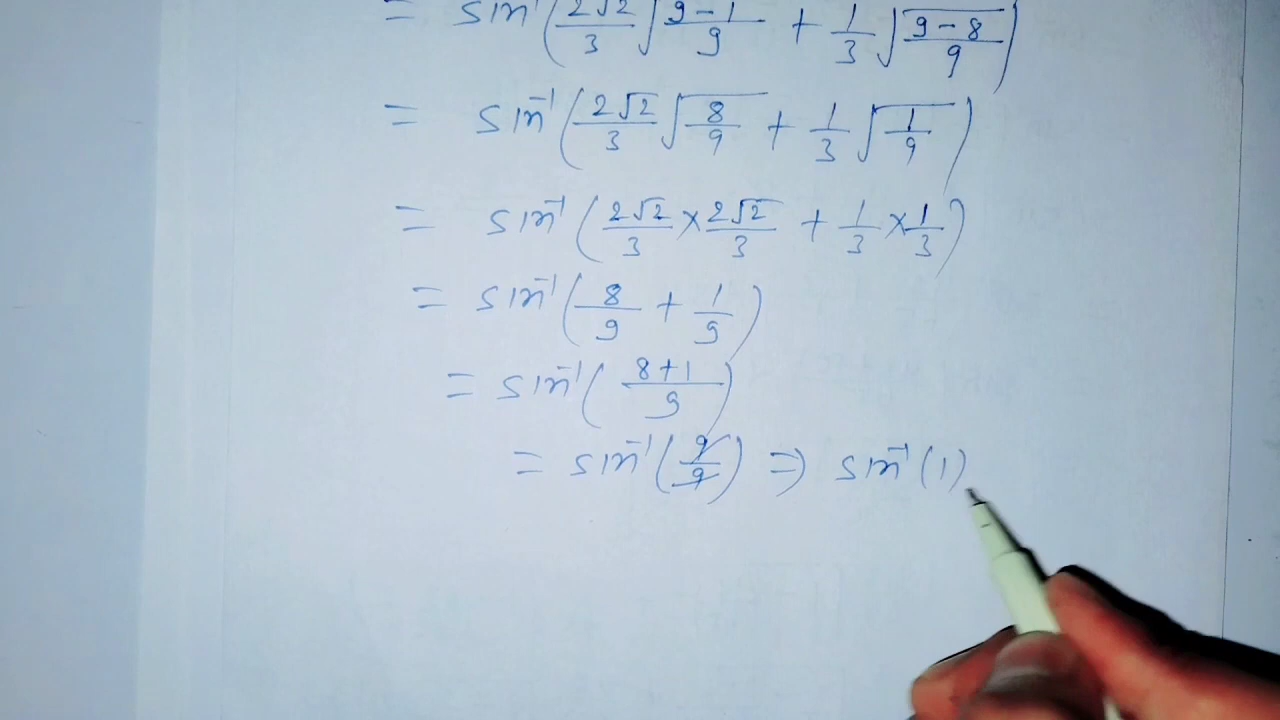 = sin⁻¹(2√2/3 √(9-1/9) + 1/3 √(9-8/9))
= sin⁻¹(2√2/3 √(8/9) + 1/3 √(1/9))
= sin⁻¹(2√2/3 × 2√2/3 + 1/3 × 1/3)
= sin⁻¹(8/9 + 1/9)
= sin⁻¹(8+1/9)
= sin⁻¹(9/9) ⇒ sin⁻¹(1)